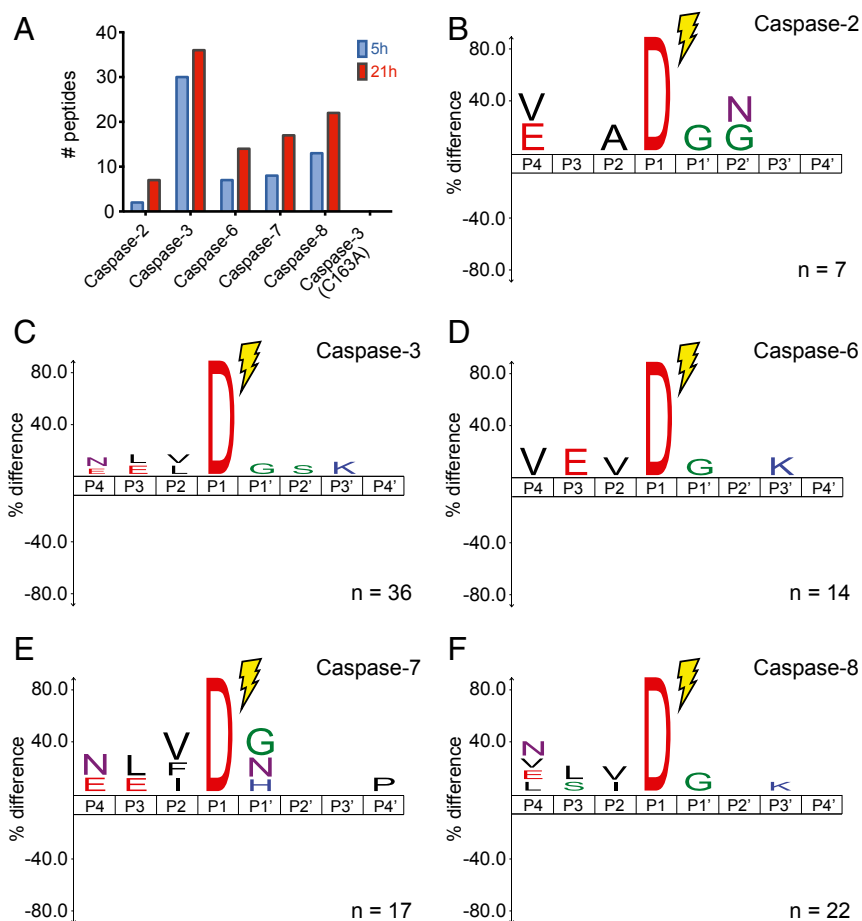 A
40
30
20
10
0
# peptides
5h
21h
Caspase-2
Caspase-3
Caspase-6
Caspase-7
Caspase-8
Caspase-3
(C163A)
B
Caspase-2
80.0
40.0
-40.0
-80.0
% difference
V
E
A
D
G
N
G
P4 P3 P2 P1 P1' P2' P3' P4'
n = 7
C
Caspase-3
80.0
40.0
-40.0
-80.0
% difference
N
E
L
E
V
L
D
G
S
K
P4 P3 P2 P1 P1' P2' P3' P4'
n = 36
D
Caspase-6
80.0
40.0
-40.0
-80.0
% difference
V
E
V
D
G
K
P4 P3 P2 P1 P1' P2' P3' P4'
n = 14
E
Caspase-7
80.0
40.0
-40.0
-80.0
% difference
N
E
L
E
V
F
I
D
G
N
H
P
P4 P3 P2 P1 P1' P2' P3' P4'
n = 17
F
Caspase-8
80.0
40.0
-40.0
-80.0
% difference
N
V
E
L
L
S
V
I
D
G
K
P4 P3 P2 P1 P1' P2' P3' P4'
n = 22